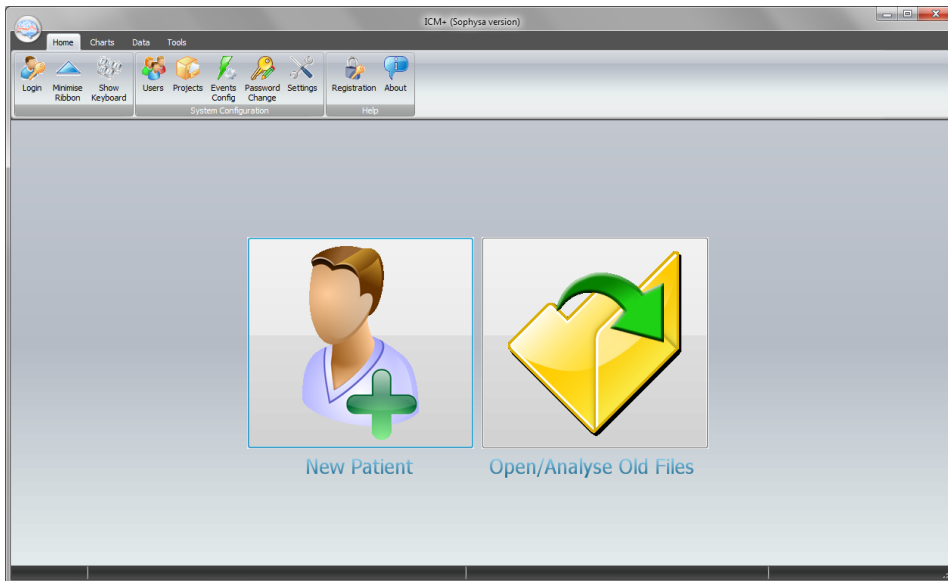 ICM+ (Sophysa version)
Home Charts Data Tools
Login Minimise Ribbon Show Keyboard Users Projects Events Config Password Change Settings Registration About
System Configuration Help
New Patient Open/Analyse Old Files